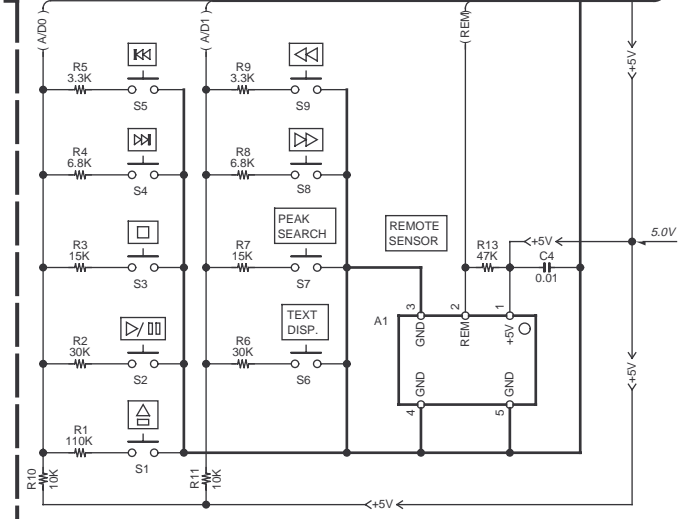 (A/D0)
(A/D1)
(REM)
R5
3.3K
S5
R9
3.3K
S9
+5V
R4
6.8K
S4
R8
6.8K
S8
R3
15K
S3
PEAK
SEARCH
R7
15K
S7
REMOTE
SENSOR
R13
47K
+5V
C4
0.01
5.0V
A1
3
GND
2
REM
1
+5V
GND
4
GND
5
R2
30K
S2
TEXT
DISP.
R6
30K
S6
+5V
R1
110K
S1
R10
10K
R11
10K
+5V